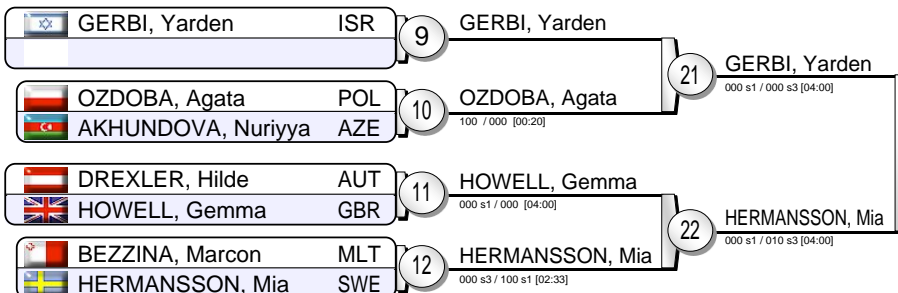 GERBI, Yarden ISR
9
GERBI, Yarden
OZDOBA, Agata POL
AKHUNDOVA, Nuriyya AZE
10
OZDOBA, Agata
100 / 000 [00:20]
21
GERBI, Yarden
000 s1 / 000 s3 [04:00]
DREXLER, Hilde AUT
HOWELL, Gemma GBR
11
HOWELL, Gemma
000 s1 / 000 [04:00]
BEZZINA, Marcon MLT
HERMANSSON, Mia SWE
12
HERMANSSON, Mia
000 s3 / 100 s1 [02:33]
22
HERMANSSON, Mia
000 s1 / 010 s3 [04:00]